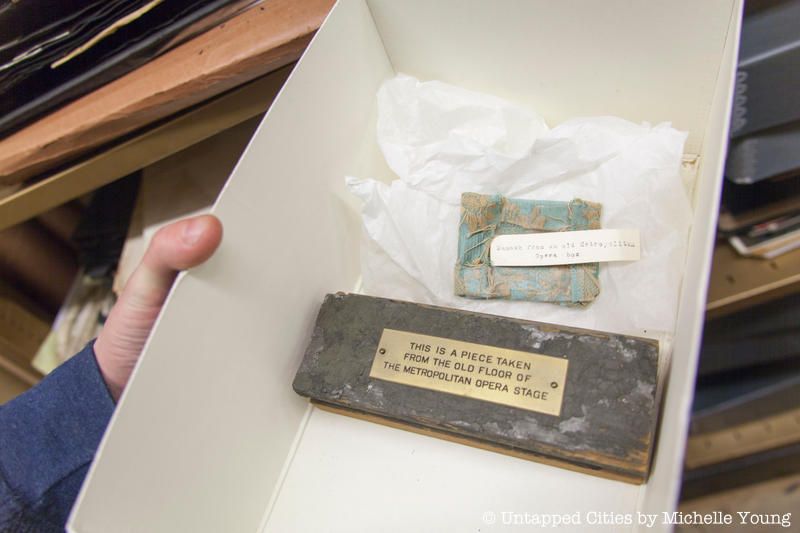 Damask from an old Metropolitan
Opera box
THIS IS A PIECE TAKEN
FROM THE OLD FLOOR OF
THE METROPOLITAN OPERA STAGE
© Untapped Cities by Michelle Young